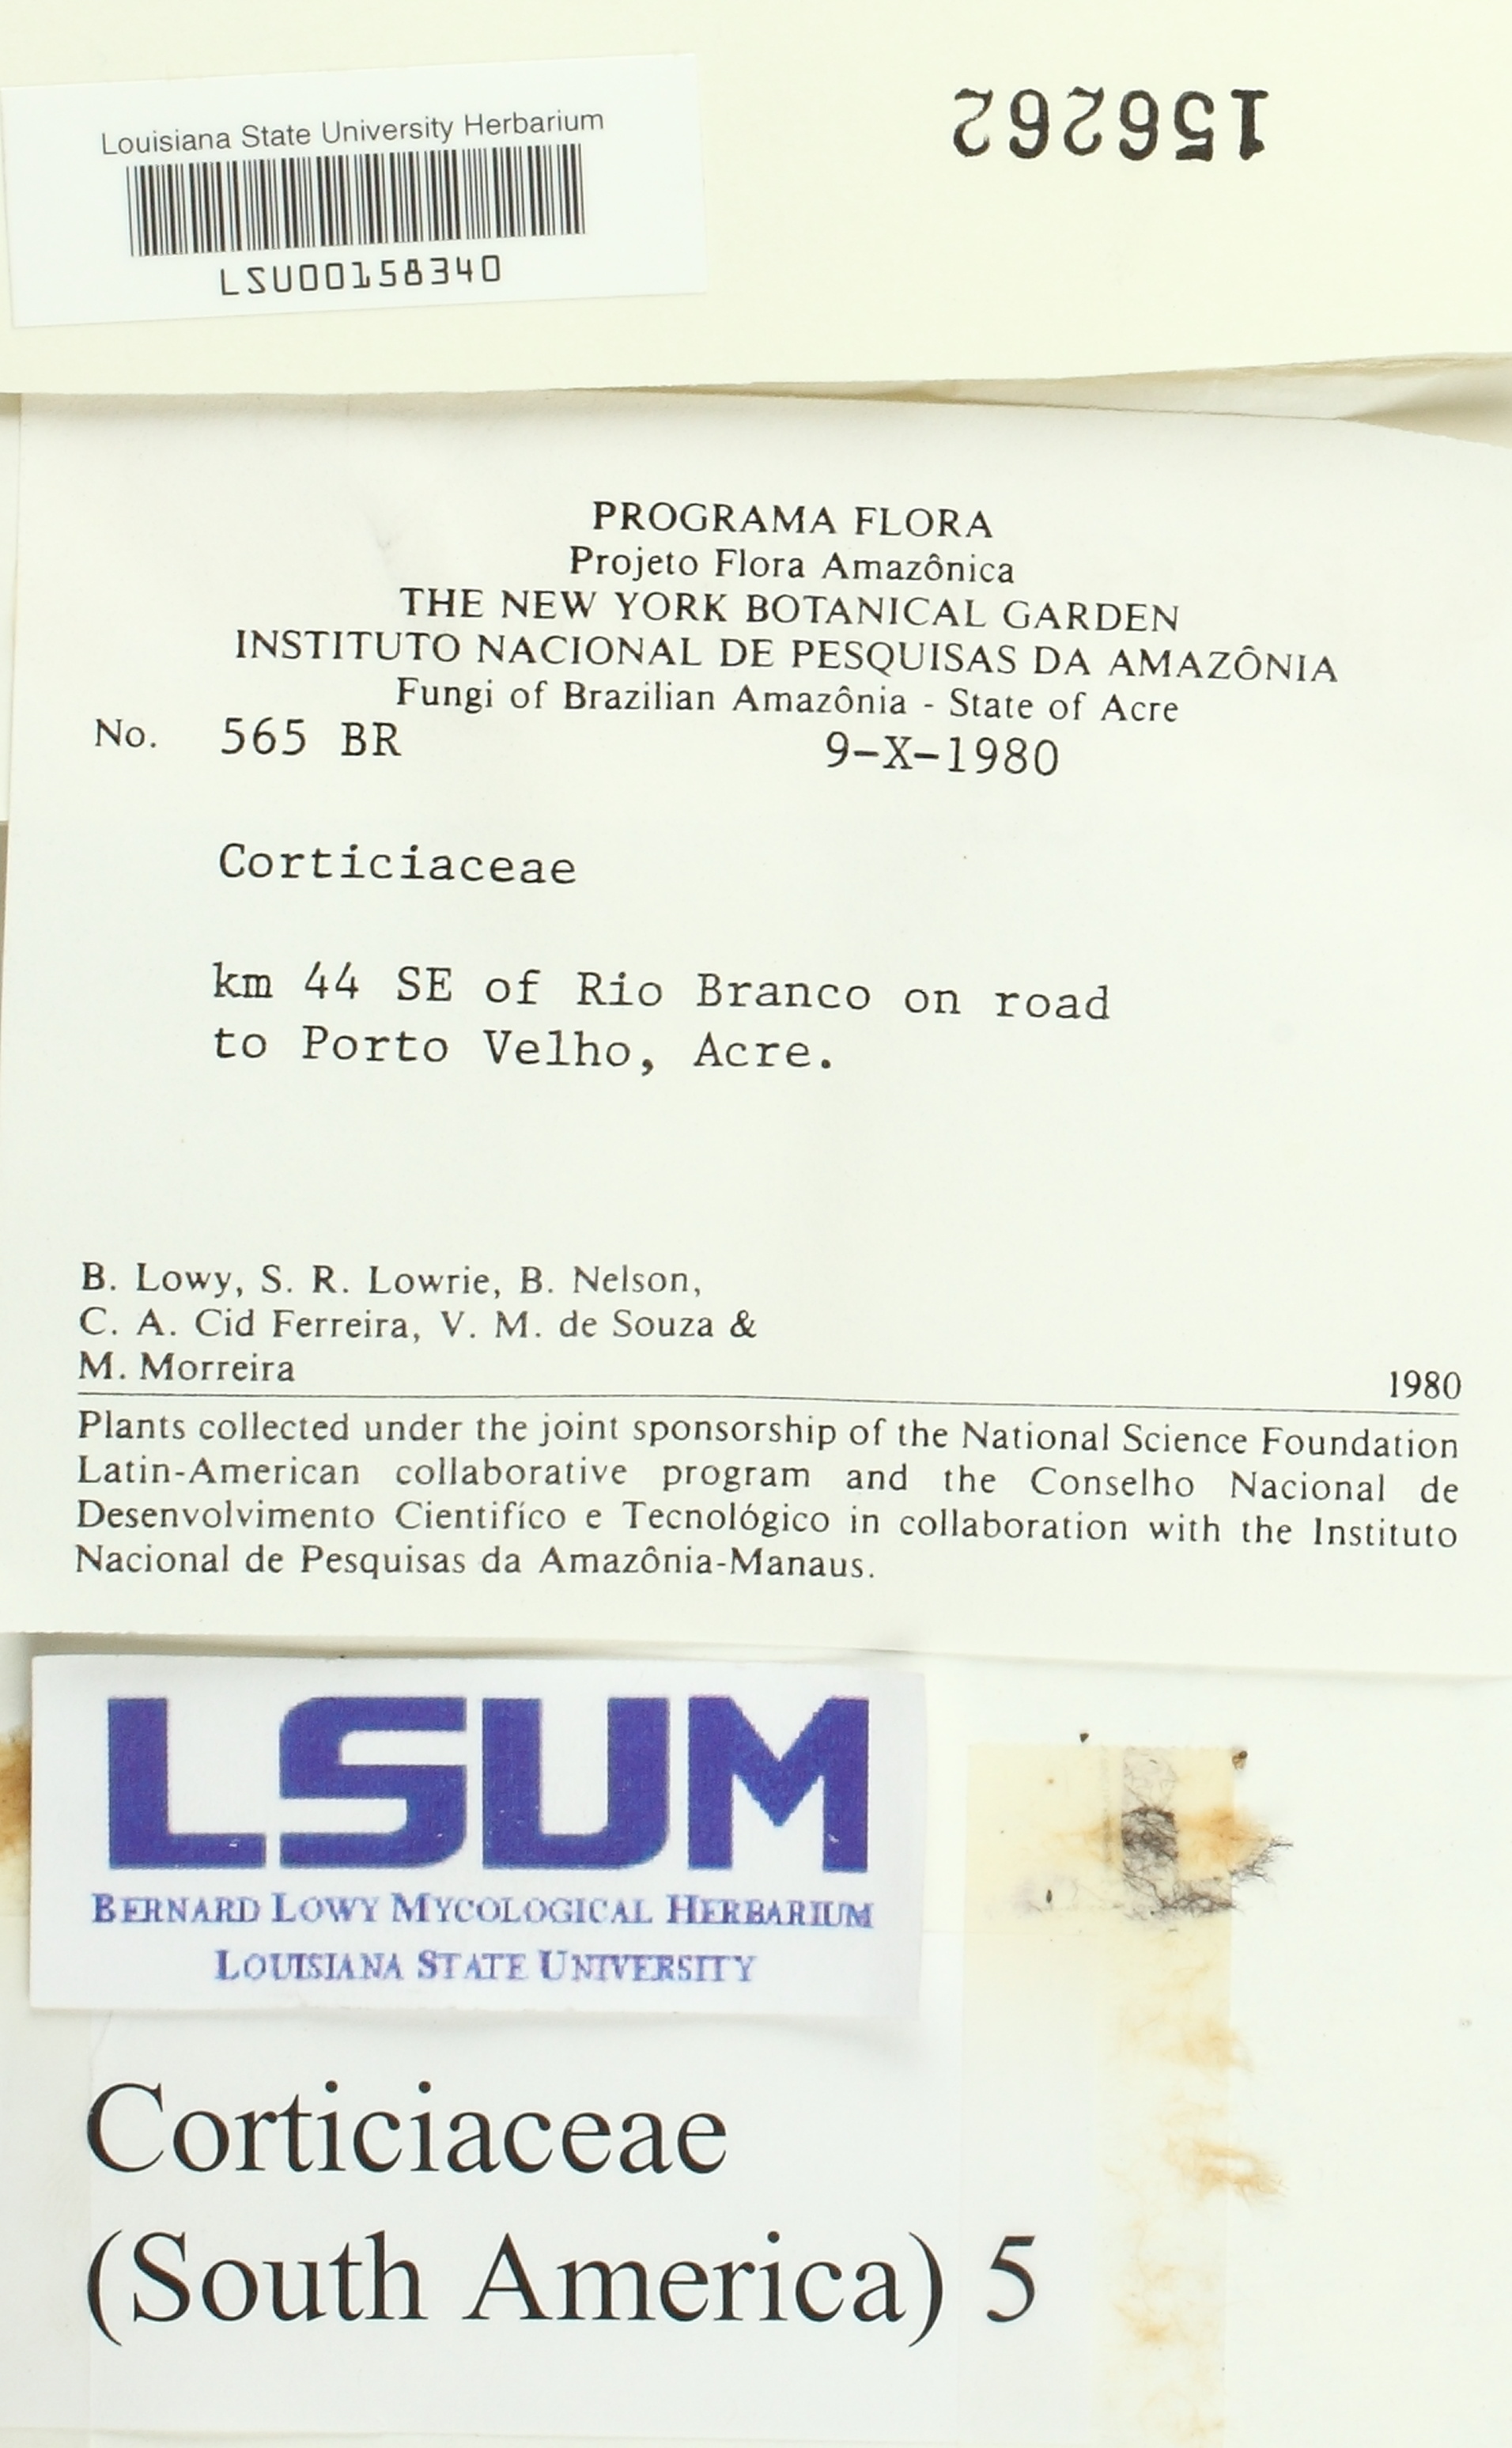 Louisiana State University Herbarium
LSU00158340
156262
PROGRAMA FLORA
Projeto Flora Amazônica
THE NEW YORK BOTANICAL GARDEN
INSTITUTO NACIONAL DE PESQUISAS DA AMAZÔNIA
Fungi of Brazilian Amazônia - State of Acre
No. 565 BR 9-X-1980
Corticiaceae
km 44 SE of Rio Branco on road
to Porto Velho, Acre.
B. Lowy, S. R. Lowrie, B. Nelson,
C. A. Cid Ferreira, V. M. de Souza &
M. Morreira 1980
Plants collected under the joint sponsorship of the National Science Foundation
Latin-American collaborative program and the Conselho Nacional de
Desenvolvimento Cientifíco e Tecnológico in collaboration with the Instituto
Nacional de Pesquisas da Amazônia-Manaus.
LSUM
BERNARD LOWY MYCOLOGICAL HERBARIUM
LOUISIANA STATE UNIVERSITY
Corticiaceae
(South America) 5